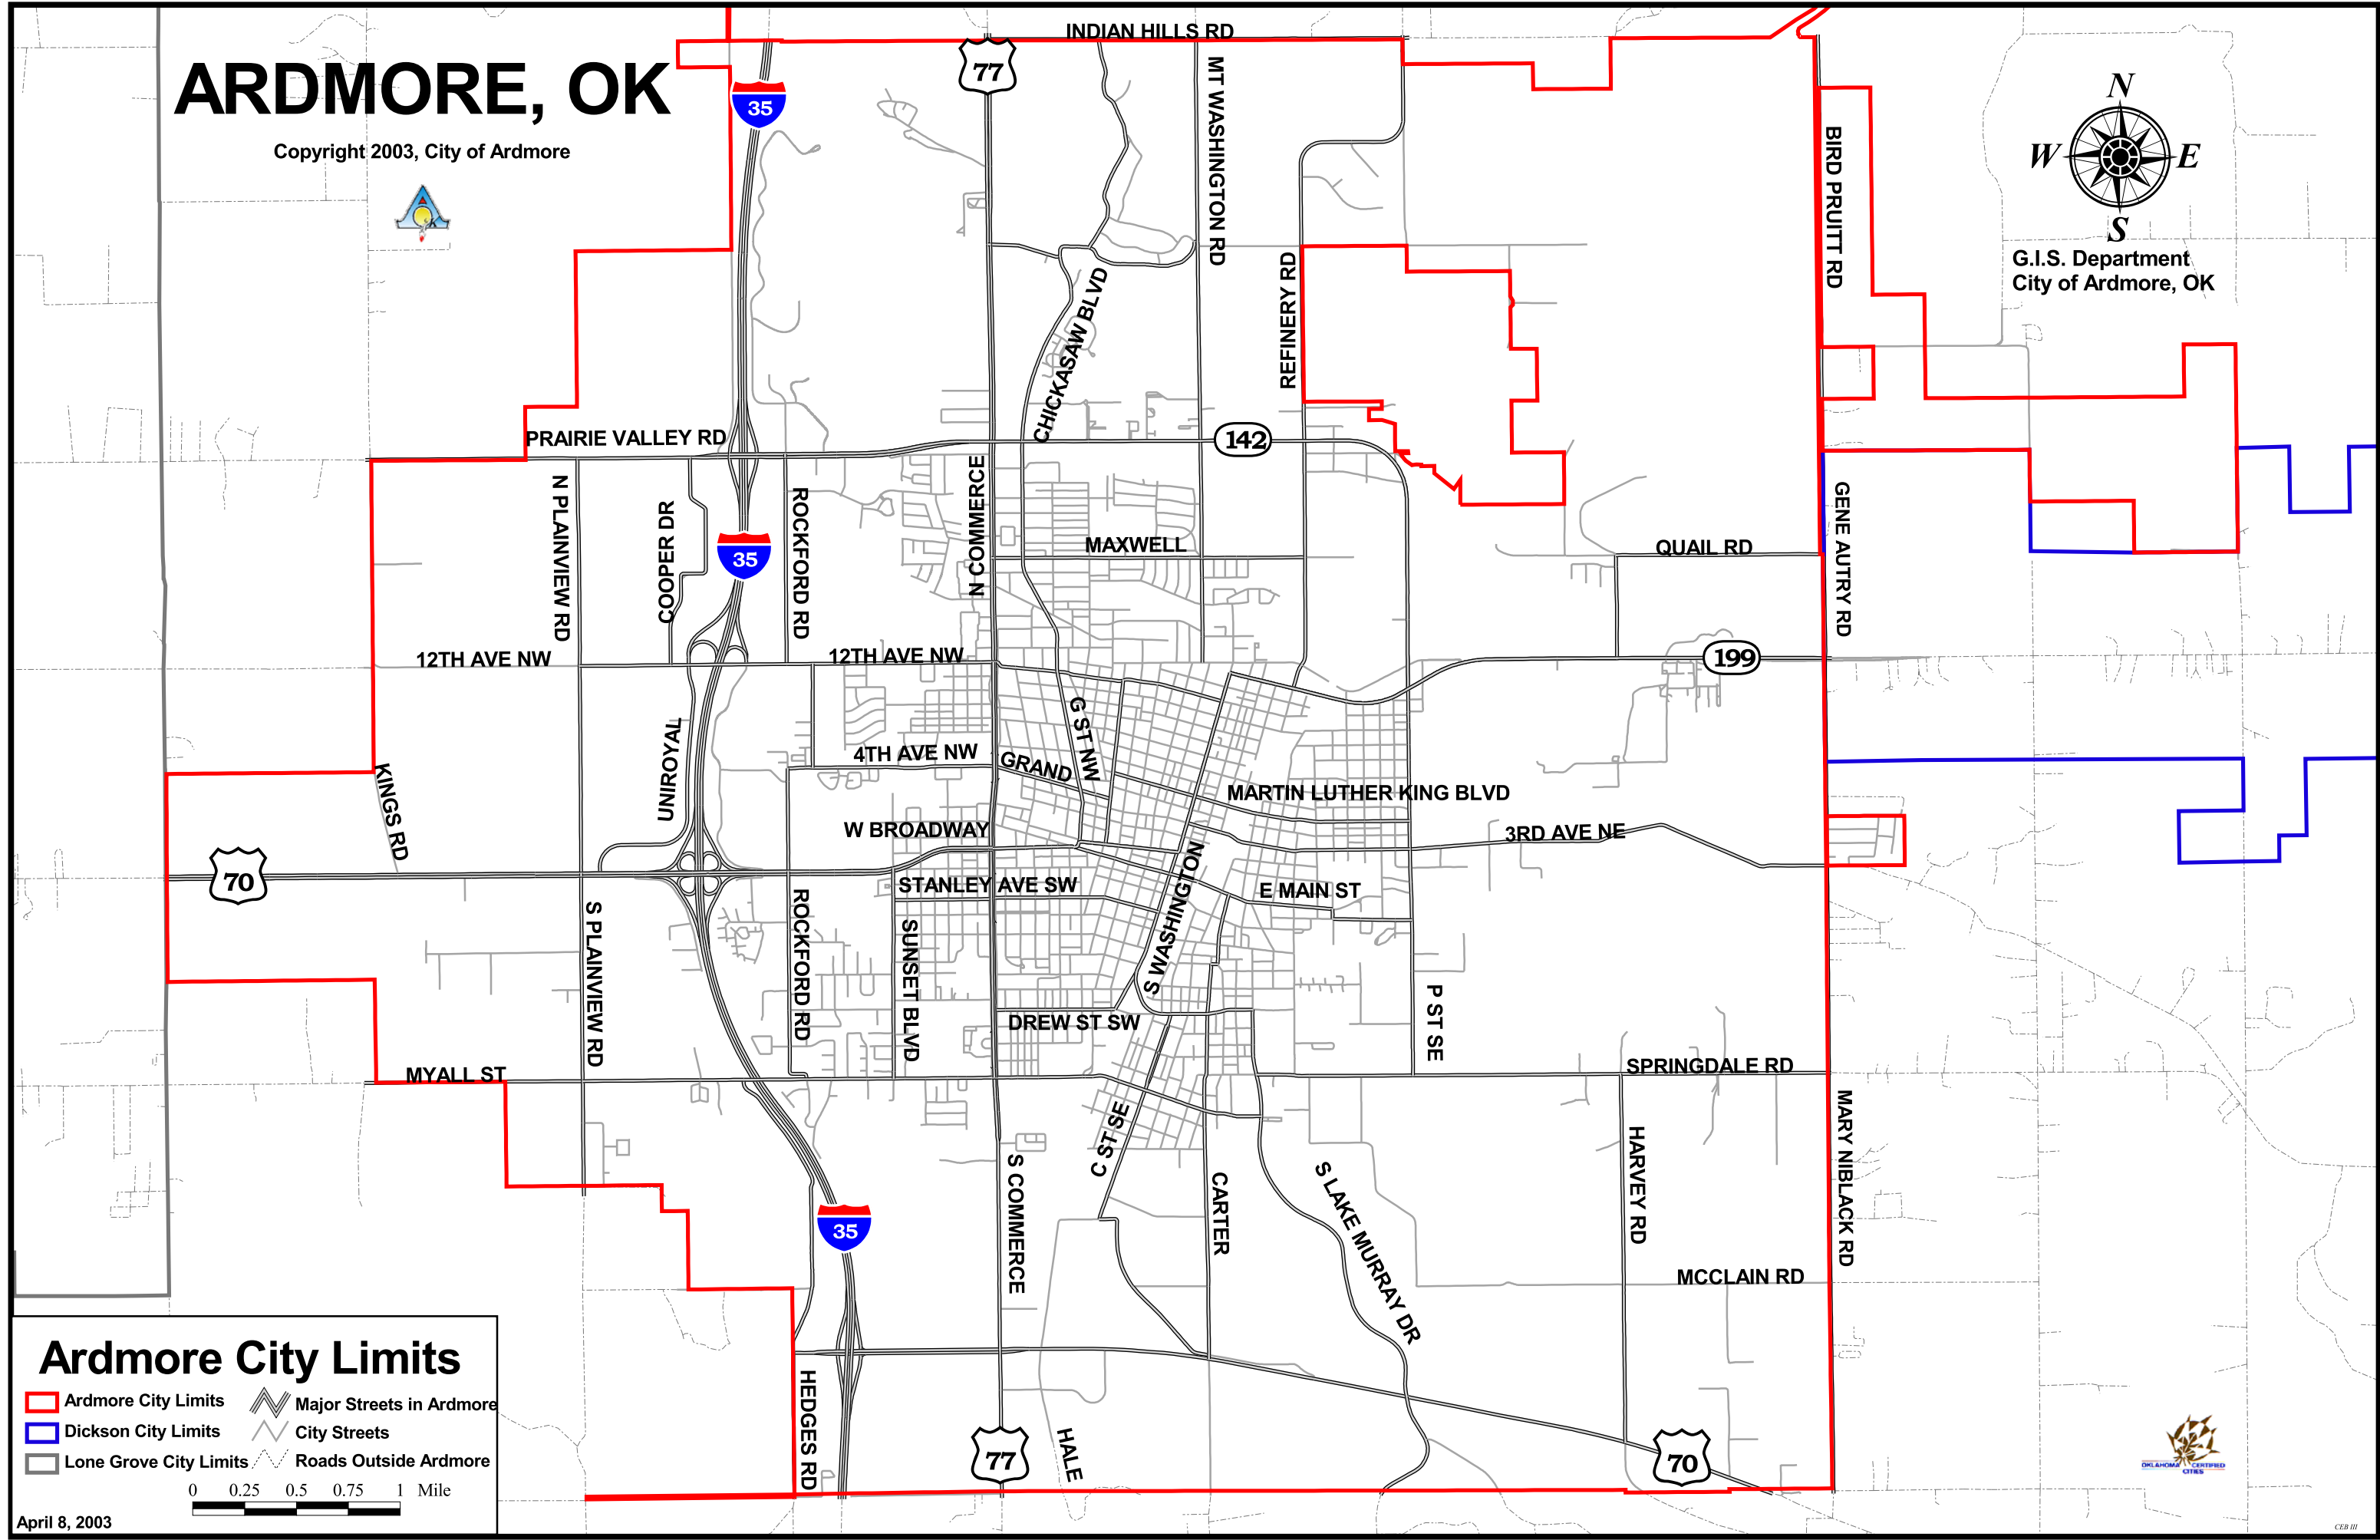 INDIAN HILLS RD
ARDMORE, OK
Copyright 2003, City of Ardmore
35
77
MT WASHINGTON RD
BIRD PRUITT RD
N
W
E
S
G.I.S. Department
City of Ardmore, OK
CHICKASAW BLVD
REFINERY RD
PRAIRIE VALLEY RD
142
N PLAINVIEW RD
COOPER DR
35
ROCKFORD RD
N COMMERCE
MAXWELL
QUAIL RD
GENE AUTRY RD
12TH AVE NW
12TH AVE NW
199
UNIROYAL
G ST NW
4TH AVE NW
GRAND
KINGS RD
MARTIN LUTHER KING BLVD
W BROADWAY
3RD AVE NE
70
STANLEY AVE SW
E MAIN ST
S PLAINVIEW RD
ROCKFORD RD
SUNSET BLVD
S WASHINGTON
DREW ST SW
P ST SE
MYALL ST
SPRINGDALE RD
C ST SE
MARY NIBLACK RD
HARVEY RD
S COMMERCE
CARTER
S LAKE MURRAY DR
35
MCCLAIN RD
HEDGES RD
77
HALE
70
Ardmore City Limits
Ardmore City Limits
Dickson City Limits
Lone Grove City Limits
Major Streets in Ardmore
City Streets
Roads Outside Ardmore
0 0.25 0.5 0.75 1 Mile
April 8, 2003
OKLAHOMA CERTIFIED
CITIES
CEB III